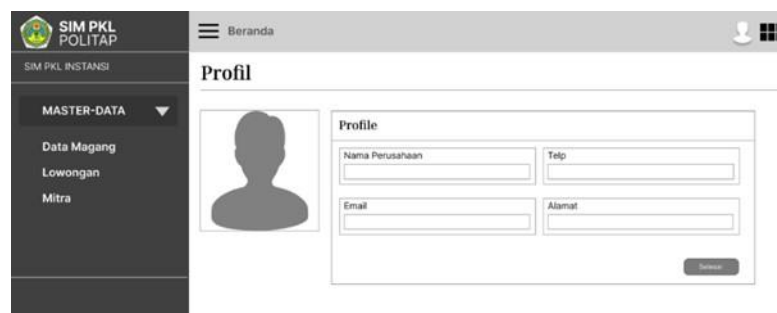 SIM PKL
POLITAP
Beranda
SIM PKL INSTANSI
Profil
MASTER-DATA
Data Magang
Lowongan
Mitra
Profile
Nama Perusahaan
Telp
Email
Alamat
Selesai